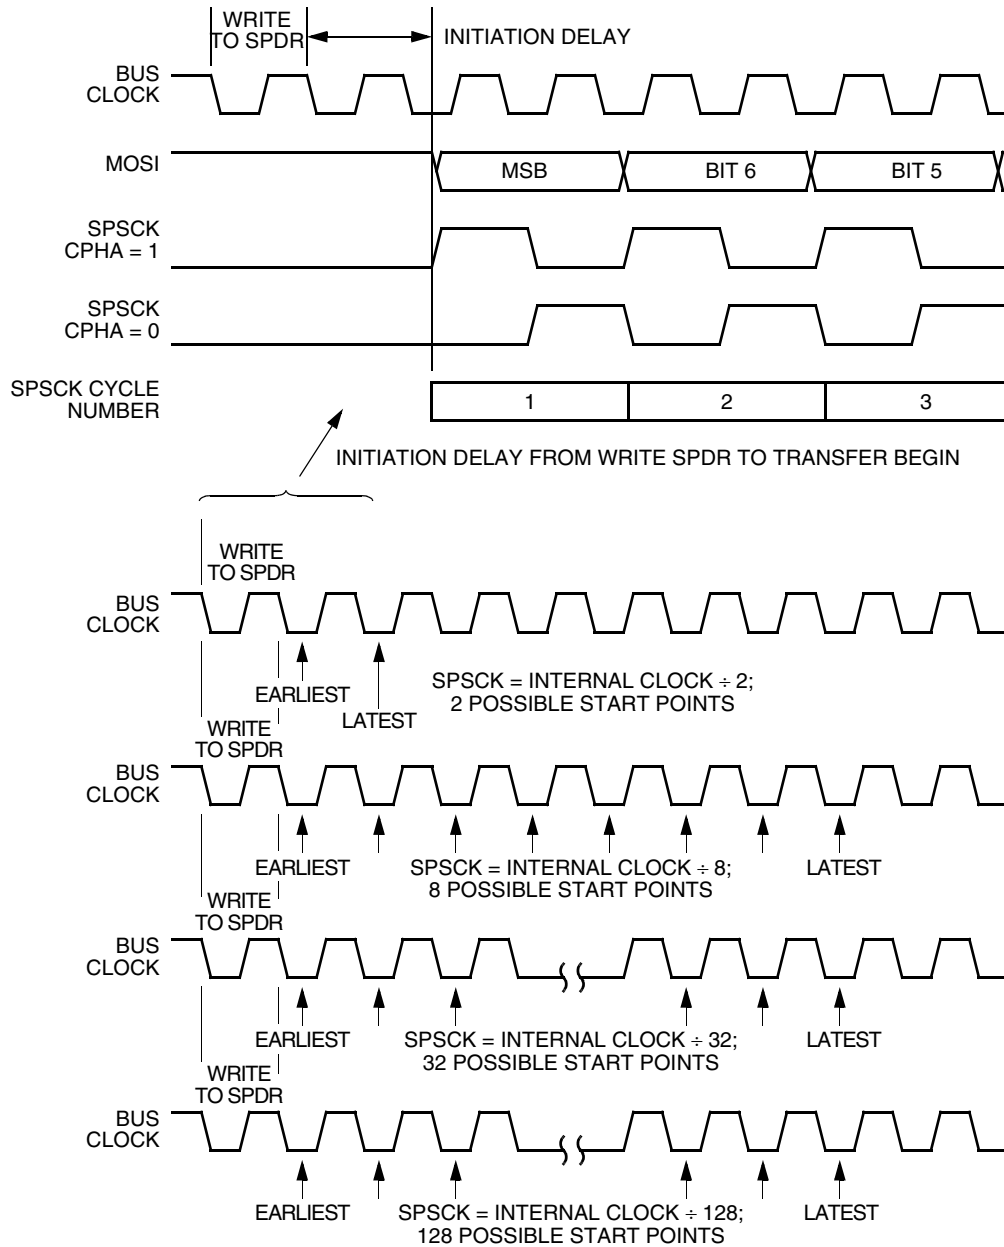 WRITE
TO SPDR
INITIATION DELAY
BUS
CLOCK
MOSI
MSB
BIT 6
BIT 5
SPSCK
CPHA = 1
SPSCK
CPHA = 0
SPSCK CYCLE
NUMBER
1
2
3
INITIATION DELAY FROM WRITE SPDR TO TRANSFER BEGIN
WRITE
TO SPDR
BUS
CLOCK
EARLIEST
LATEST
SPSCK = INTERNAL CLOCK ÷ 2;
2 POSSIBLE START POINTS
WRITE
TO SPDR
BUS
CLOCK
EARLIEST
SPSCK = INTERNAL CLOCK ÷ 8;
8 POSSIBLE START POINTS
LATEST
WRITE
TO SPDR
BUS
CLOCK
EARLIEST
SPSCK = INTERNAL CLOCK ÷ 32;
32 POSSIBLE START POINTS
LATEST
WRITE
TO SPDR
BUS
CLOCK
EARLIEST
SPSCK = INTERNAL CLOCK ÷ 128;
128 POSSIBLE START POINTS
LATEST